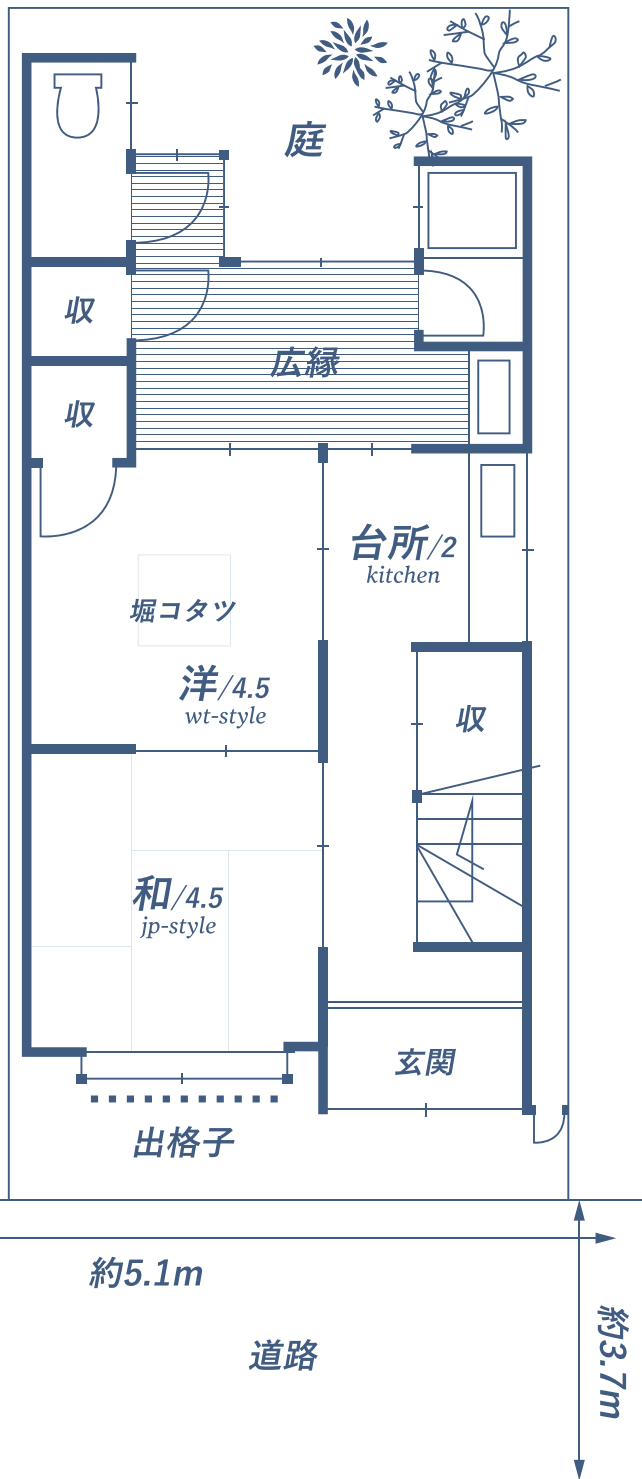 庭
収
広縁
収
台所/2
kitchen
堀コタツ
洋/4.5
wt-style
収
和/4.5
jp-style
玄関
出格子
約5.1m
約3.7m
道路